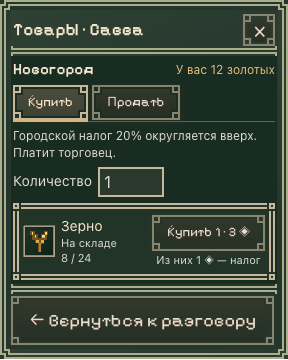 Товары · Савва
×
Новогород
У вас 12 золотых
Купить
Продать
Городской налог 20% округляется вверх.
Платит торговец.
Количество 1
Зерно
На складе
8 / 24
Купить 1 · 3 ◈
Из них 1 ◈ — налог
← Вернуться к разговору